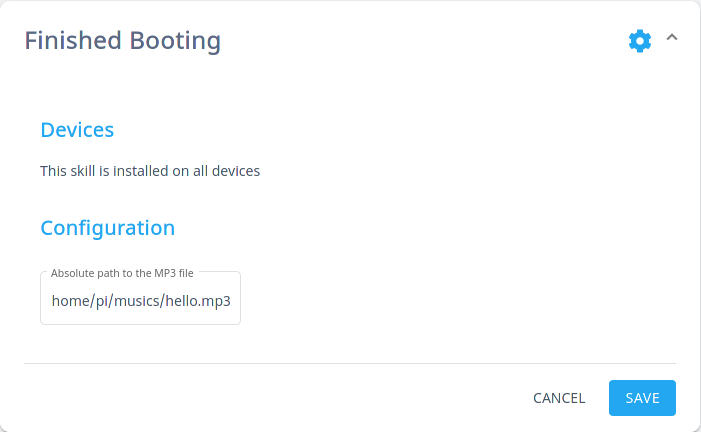 Finished Booting
Devices
This skill is installed on all devices
Configuration
Absolute path to the MP3 file
home/pi/musics/hello.mp3
CANCEL
SAVE